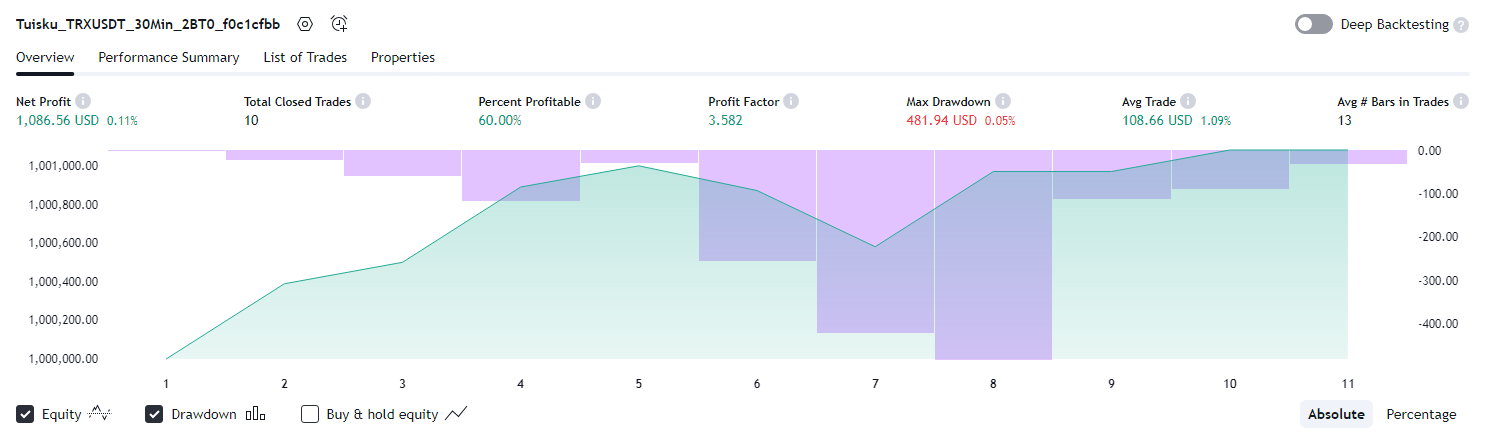 Tuisku_TRXUSDT_30Min_2BT0_f0c1cfbb
Deep Backtesting
Overview Performance Summary List of Trades Properties
Net Profit Total Closed Trades Percent Profitable Profit Factor Max Drawdown Avg Trade Avg # Bars in Trades
1,086.56 USD 0.11% 10 60.00% 3.582 481.94 USD 0.05% 108.66 USD 1.09% 13
1,001,000.00 0.00
1,000,800.00 -100.00
1,000,600.00 -200.00
1,000,400.00 -300.00
1,000,200.00 -400.00
1,000,000.00
1 2 3 4 5 6 7 8 9 10 11
Equity Drawdown Buy & hold equity Absolute Percentage